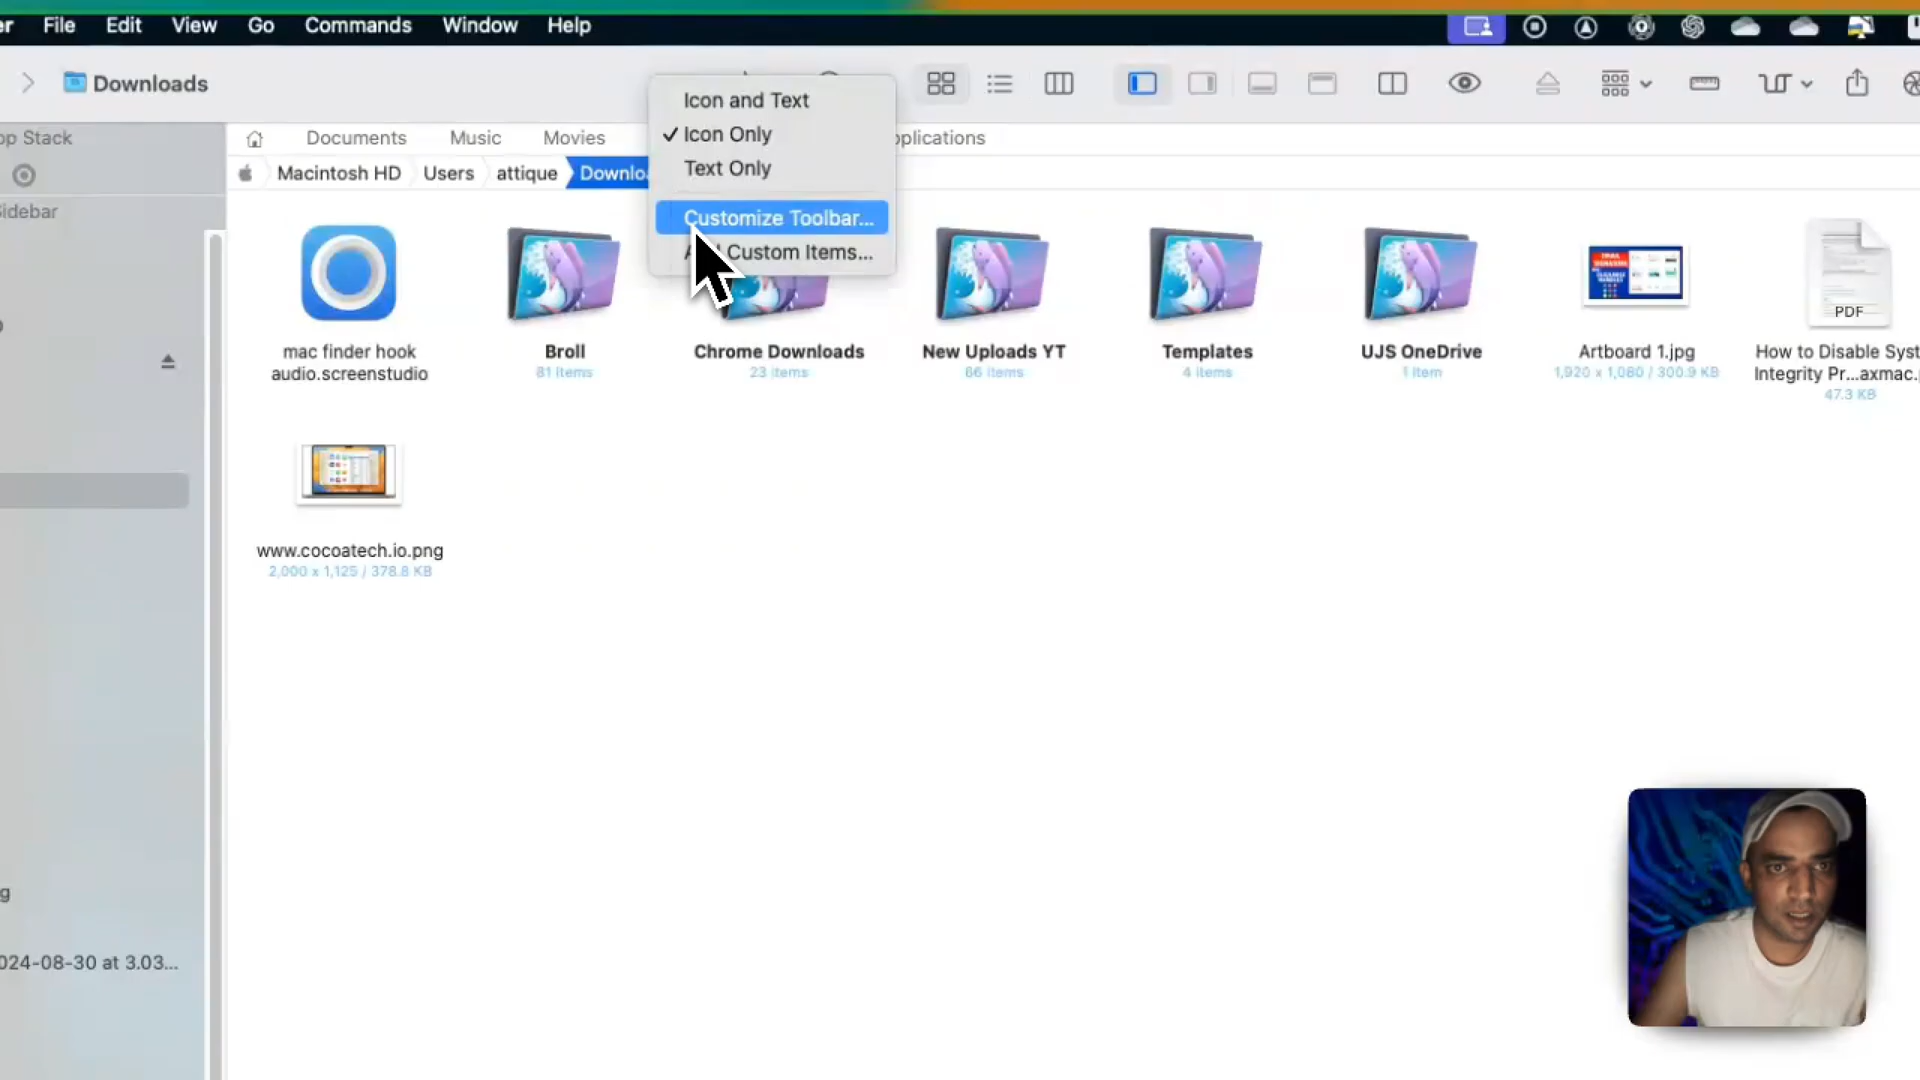 er File Edit View Go Commands Window Help
Downloads
op Stack
idebar
024-08-30 at 3.03...
g
Icon and Text
Icon Only
Text Only
Customize Toolbar...
Custom Items...
Documents Music Movies plications
Macintosh HD Users attique Downlo
mac finder hook
audio.screenstudio
Broll
81 items
Chrome Downloads
23 items
New Uploads YT
66 items
Templates
4 items
UJS OneDrive
1 item
Artboard 1.jpg
1,920 x 1,080 / 300.9 KB
PDF
How to Disable Syst
Integrity Pr...axmac.p
47.3 KB
www.cocoatech.io.png
2,000 x 1,125 / 378.8 KB